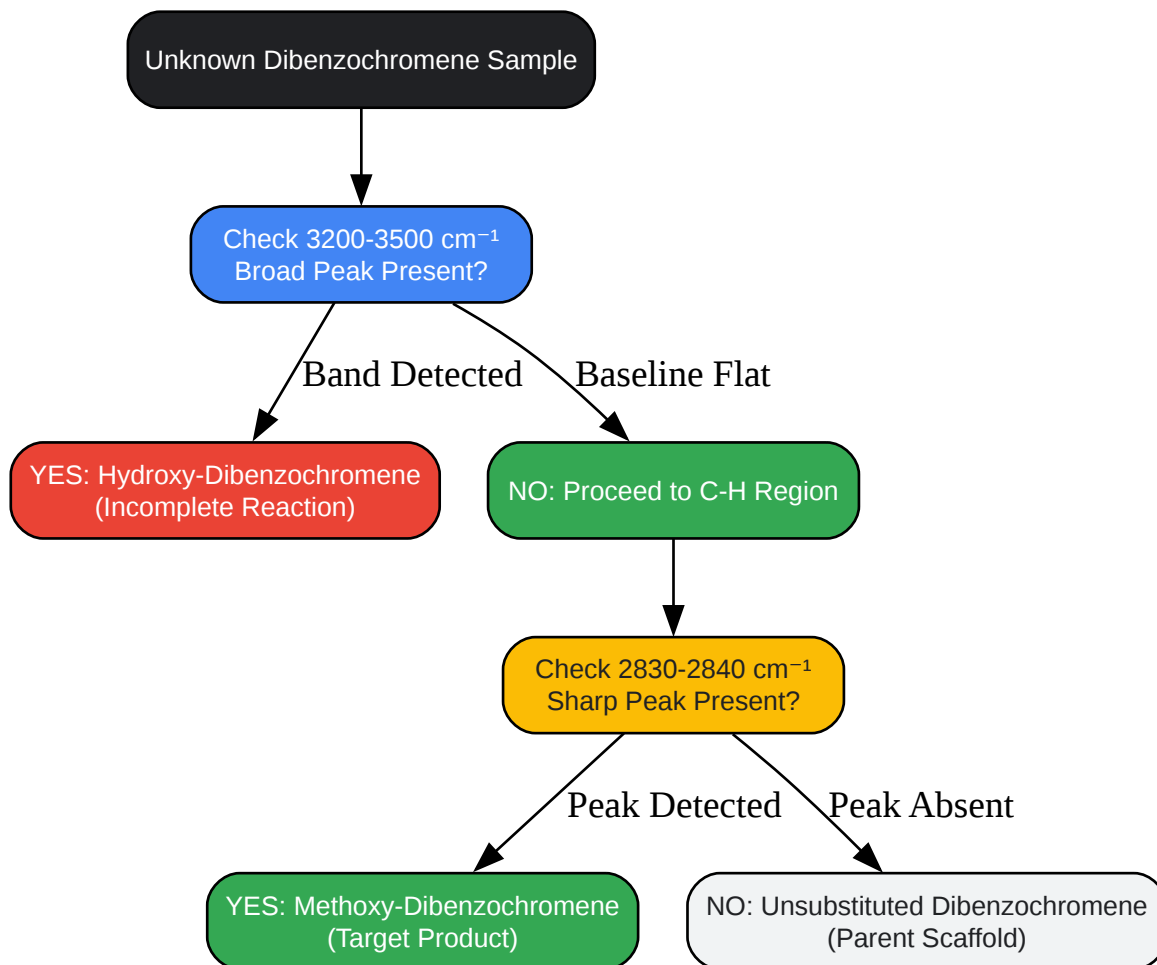 Unknown Dibenzochromene Sample
Check 3200-3500 cm⁻¹
Broad Peak Present?
Band Detected
Baseline Flat
YES: Hydroxy-Dibenzochromene
(Incomplete Reaction)
NO: Proceed to C-H Region
Check 2830-2840 cm⁻¹
Sharp Peak Present?
Peak Detected
Peak Absent
YES: Methoxy-Dibenzochromene
(Target Product)
NO: Unsubstituted Dibenzochromene
(Parent Scaffold)